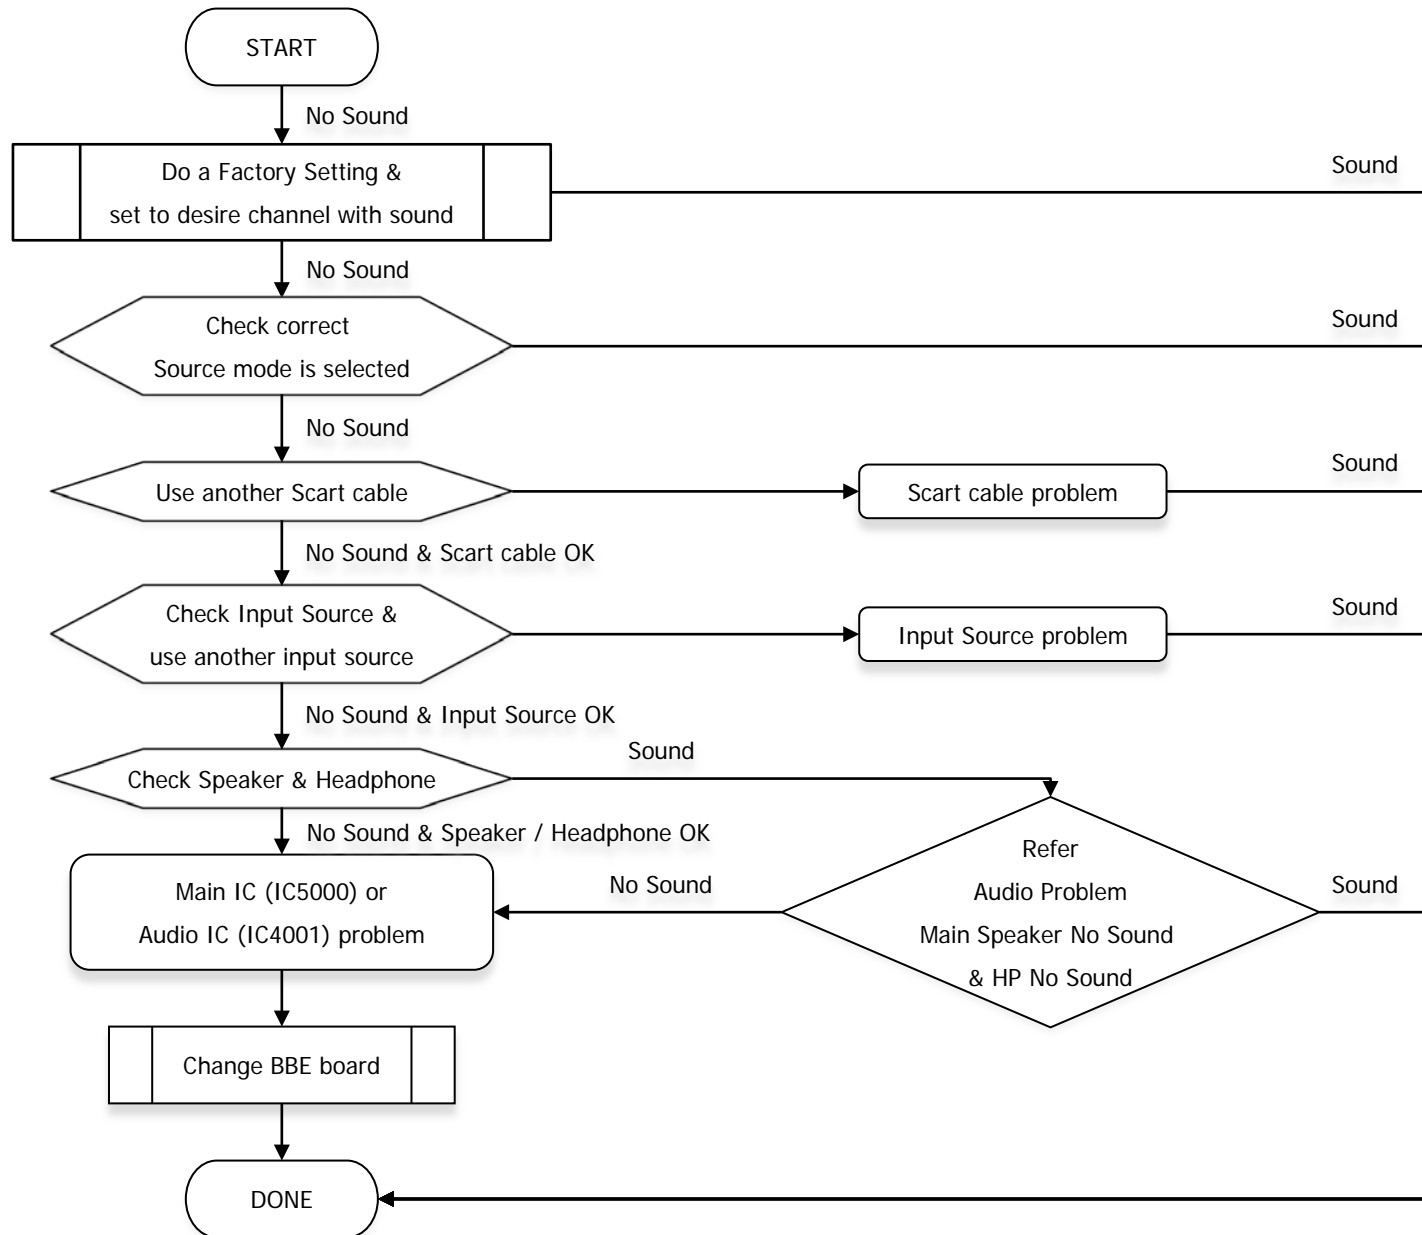 START
No Sound
Do a Factory Setting &
set to desire channel with sound
Sound
No Sound
Check correct
Source mode is selected
Sound
No Sound
Use another Scart cable
Scart cable problem
Sound
No Sound & Scart cable OK
Check Input Source &
use another input source
Input Source problem
Sound
No Sound & Input Source OK
Check Speaker & Headphone
Sound
No Sound & Speaker / Headphone OK
Main IC (IC5000) or
Audio IC (IC4001) problem
No Sound
Refer
Audio Problem
Main Speaker No Sound
& HP No Sound
Sound
Change BBE board
DONE